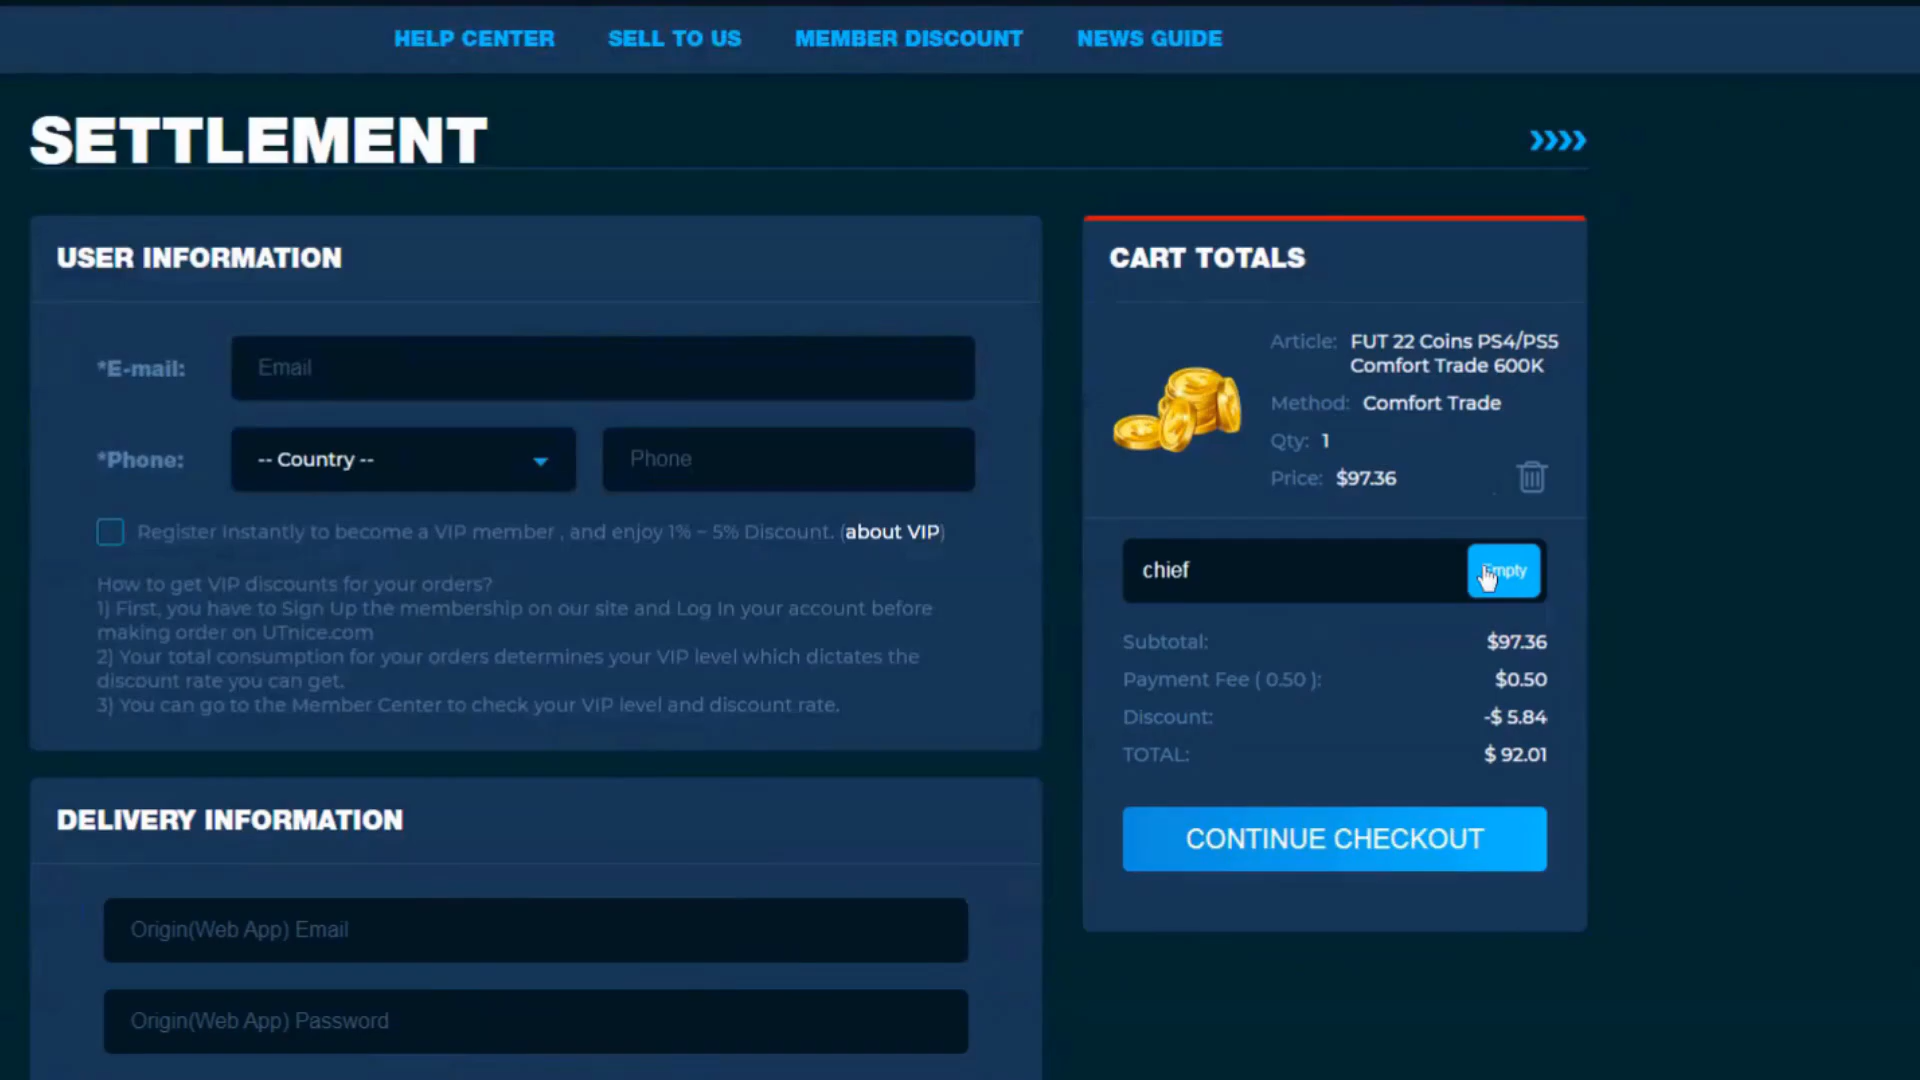 HELP CENTER SELL TO US MEMBER DISCOUNT NEWS GUIDE
SETTLEMENT
USER INFORMATION
*E-mail: Email
*Phone: -- Country -- Phone
Register Instantly to become a VIP member , and enjoy 1% – 5% Discount. (about VIP)
How to get VIP discounts for your orders?
1) First, you have to Sign Up the membership on our site and Log In your account before
making order on UTnice.com
2) Your total consumption for your orders determines your VIP level which dictates the
discount rate you can get.
3) You can go to the Member Center to check your VIP level and discount rate.
DELIVERY INFORMATION
Origin(Web App) Email
Origin(Web App) Password
CART TOTALS
Article: FUT 22 Coins PS4/PS5
Comfort Trade 600K
Method: Comfort Trade
Qty: 1
Price: $97.36
chief Empty
Subtotal: $97.36
Payment Fee ( 0.50 ): $0.50
Discount: -$ 5.84
TOTAL: $ 92.01
CONTINUE CHECKOUT